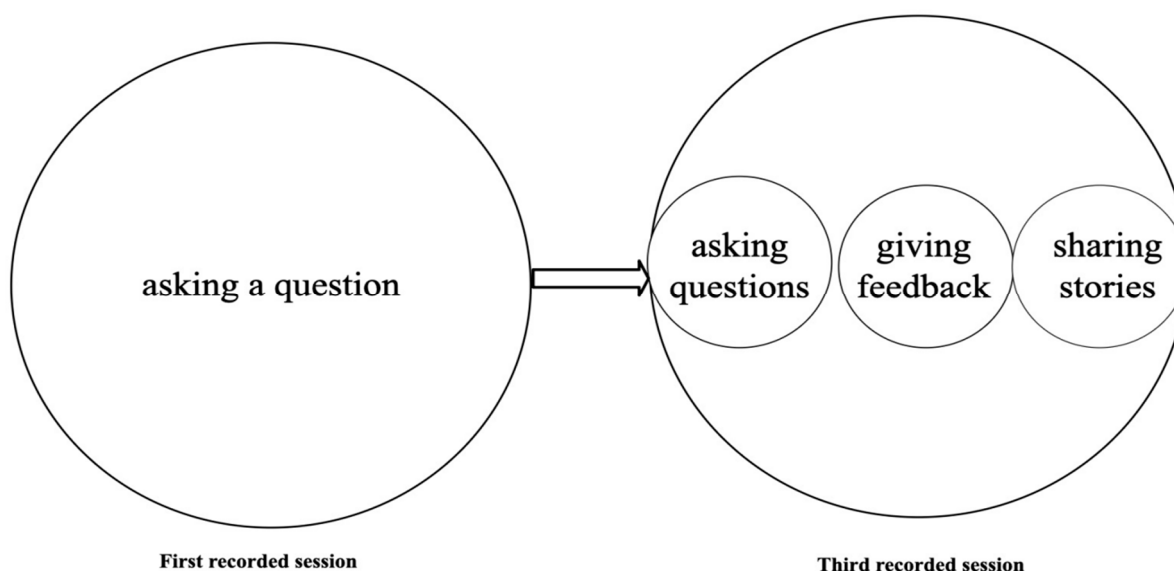 asking a question
asking
questions
giving
feedback
sharing
stories
First recorded session
Third recorded session